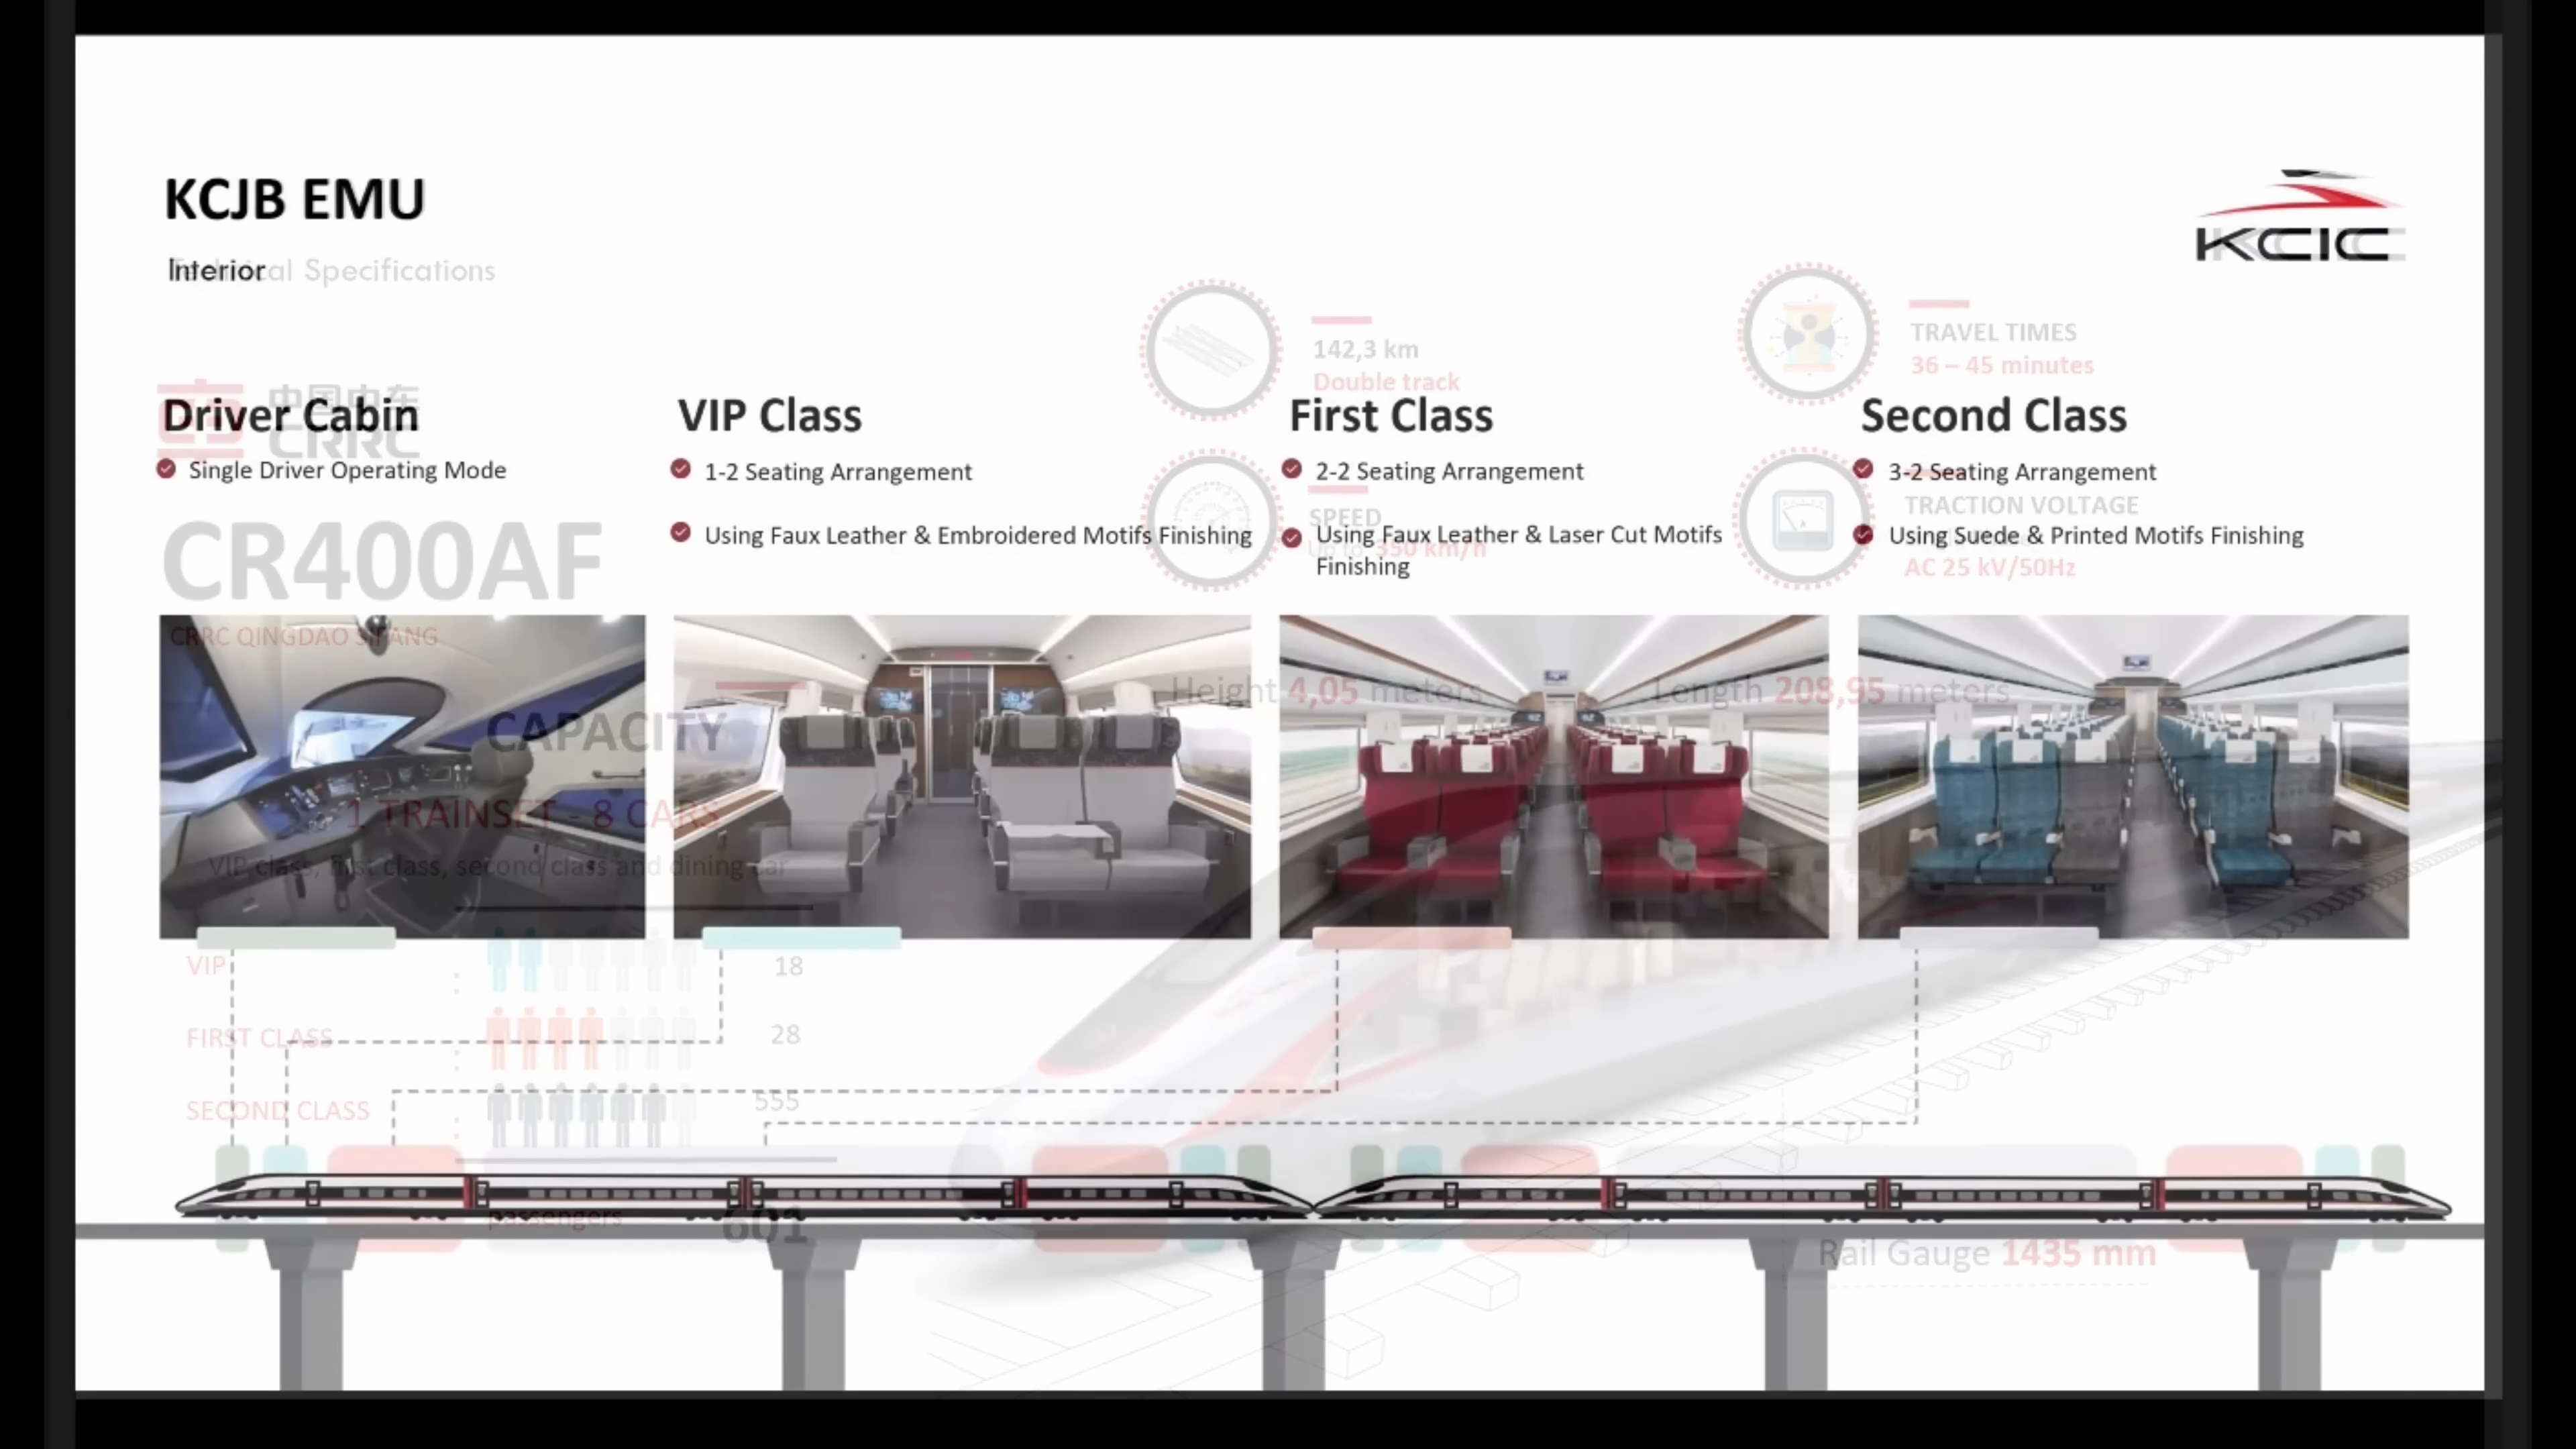 KCJB EMU
Interior
Technical Specifications
KCIC
142,3 km
Double track
TRAVEL TIMES
36 – 45 minutes
中国中车
CRRC
Driver Cabin
Single Driver Operating Mode
VIP Class
1-2 Seating Arrangement
Using Faux Leather & Embroidered Motifs Finishing
First Class
2-2 Seating Arrangement
Using Faux Leather & Laser Cut Motifs
Finishing
Second Class
3-2 Seating Arrangement
Using Suede & Printed Motifs Finishing
SPEED
Up to 350 km/h
TRACTION VOLTAGE
AC 25 kV/50Hz
CR400AF
CRRC QINGDAO SIFANG
Height 4,05 meters
Length 208,95 meters
CAPACITY
1 TRAINSET - 8 CARS
VIP class, first class, second class and dining car
VIP : 18
FIRST CLASS : 28
SECOND CLASS : 555
passengers 601
Rail Gauge 1435 mm